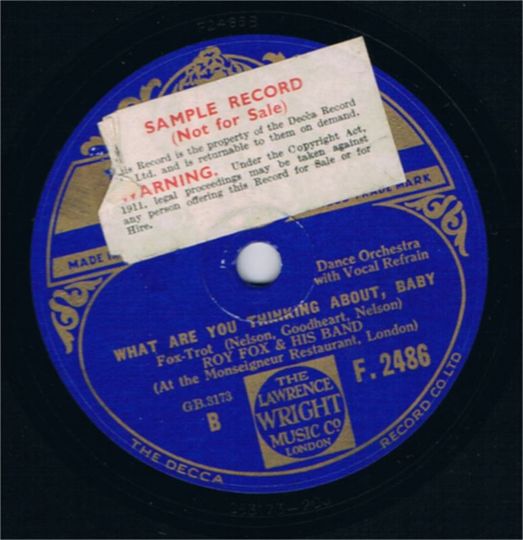 SAMPLE RECORD
(Not for Sale)
is Record is the property of the Decca Record
Ltd. and is returnable to them on demand.
WARNING. Under the Copyright Act,
1911, legal proceedings may be taken against
any person offering this Record for Sale or for
Hire.
TRADE MARK
MADE IN
Dance Orchestra
with Vocal Refrain
WHAT ARE YOU THINKING ABOUT, BABY
Fox-Trot (Nelson, Goodheart, Nelson)
ROY FOX & HIS BAND
(At the Monseigneur Restaurant, London)
GB.3173
B
THE
LAWRENCE
WRIGHT
MUSIC Co
LONDON
F. 2486
THE DECCA RECORD CO LTD